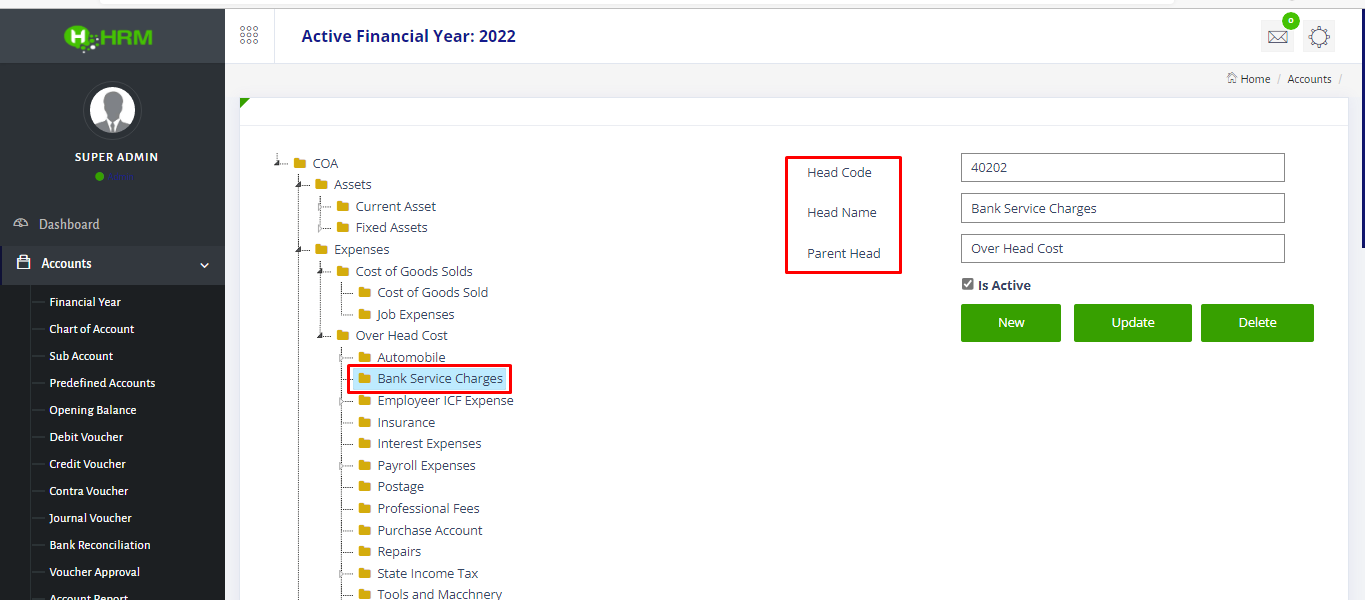 HRM
Active Financial Year: 2022
0
Home / Accounts /
SUPER ADMIN
Dashboard
Accounts
Financial Year
Chart of Account
Sub Account
Predefined Accounts
Opening Balance
Debit Voucher
Credit Voucher
Contra Voucher
Journal Voucher
Bank Reconciliation
Voucher Approval
Account Report
COA
Assets
Current Asset
Fixed Assets
Expenses
Cost of Goods Solds
Cost of Goods Sold
Job Expenses
Over Head Cost
Automobile
Bank Service Charges
Employeer ICF Expense
Insurance
Interest Expenses
Payroll Expenses
Postage
Professional Fees
Purchase Account
Repairs
State Income Tax
Tools and Macchnery
Head Code 40202
Head Name Bank Service Charges
Parent Head Over Head Cost
Is Active
New Update Delete